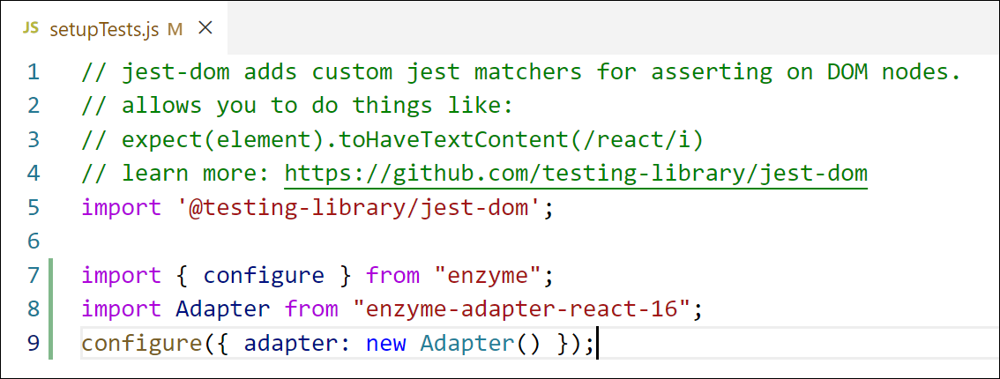 JS setupTests.js M ×
1 // jest-dom adds custom jest matchers for asserting on DOM nodes.
2 // allows you to do things like:
3 // expect(element).toHaveTextContent(/react/i)
4 // learn more: https://github.com/testing-library/jest-dom
5 import '@testing-library/jest-dom';
6
7 import { configure } from "enzyme";
8 import Adapter from "enzyme-adapter-react-16";
9 configure({ adapter: new Adapter() });